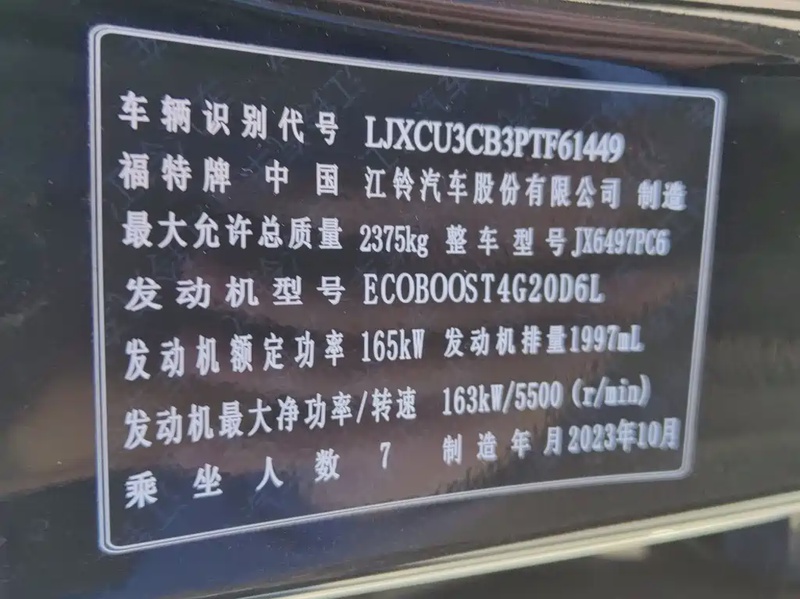 车辆识别代号 LJXCU3CB3PTF61449
福特牌 中国 江铃汽车股份有限公司 制造
最大允许总质量 2375kg 整车型号JX6497PC6
发动机型号 ECOBOOST4G20D6L
发动机额定功率 165kW 发动机排量1997mL
发动机最大净功率/转速 163kW/5500 (r/min)
乘坐人数 7 制造年月2023年10月